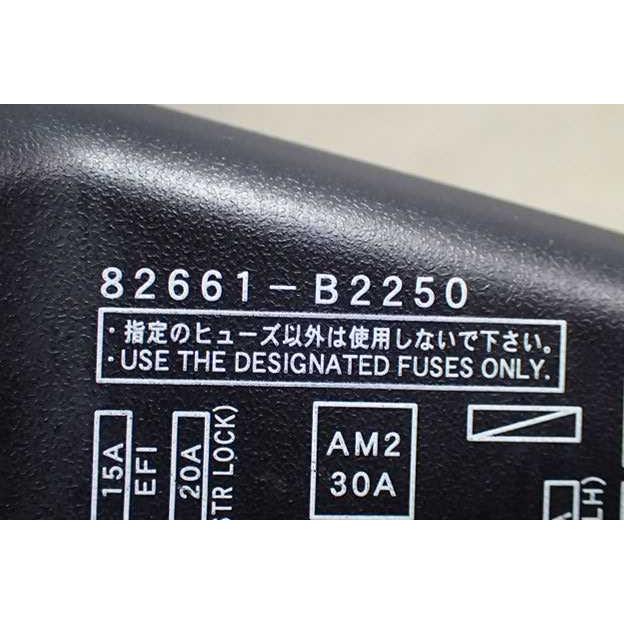 82661-B2250
・指定のヒューズ以外は使用しないで下さい。
・USE THE DESIGNATED FUSES ONLY.
15A
EFI
20A
STR LOCK)
AM2
30A
LH)